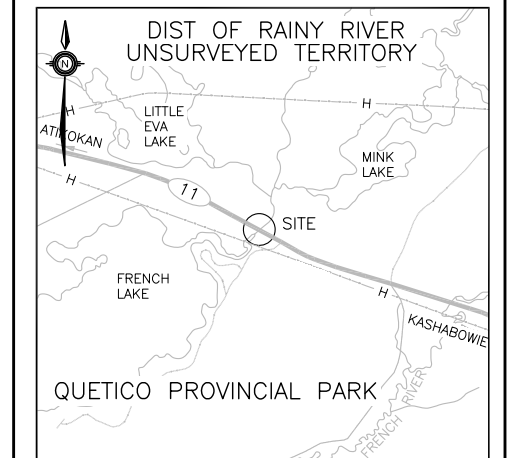 DIST OF RAINY RIVER
UNSURVEYED TERRITORY
N
H
H
LITTLE
EVA
LAKE
ATIKOKAN
MINK
LAKE
H
11
SITE
FRENCH
LAKE
H
KASHABOWIE
QUETICO PROVINCIAL PARK
FRENCH RIVER